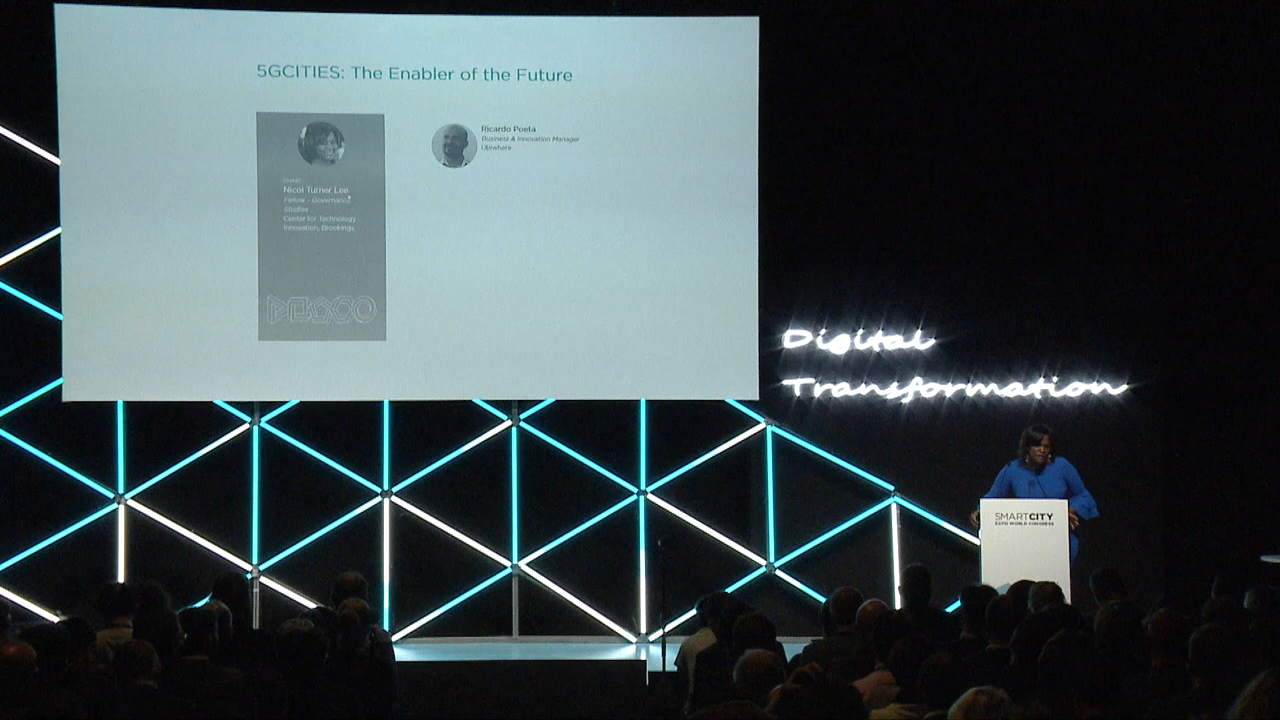 5GCITIES: The Enabler of the Future
CHAIR
Nicol Turner Lee
Fellow - Governance
Studies
Center for Technology
Innovation, Brookings
Ricardo Poeta
Business & Innovation Manager
Ubiwhere
Digital
Transformation
SMARTCITY
EXPO WORLD CONGRESS